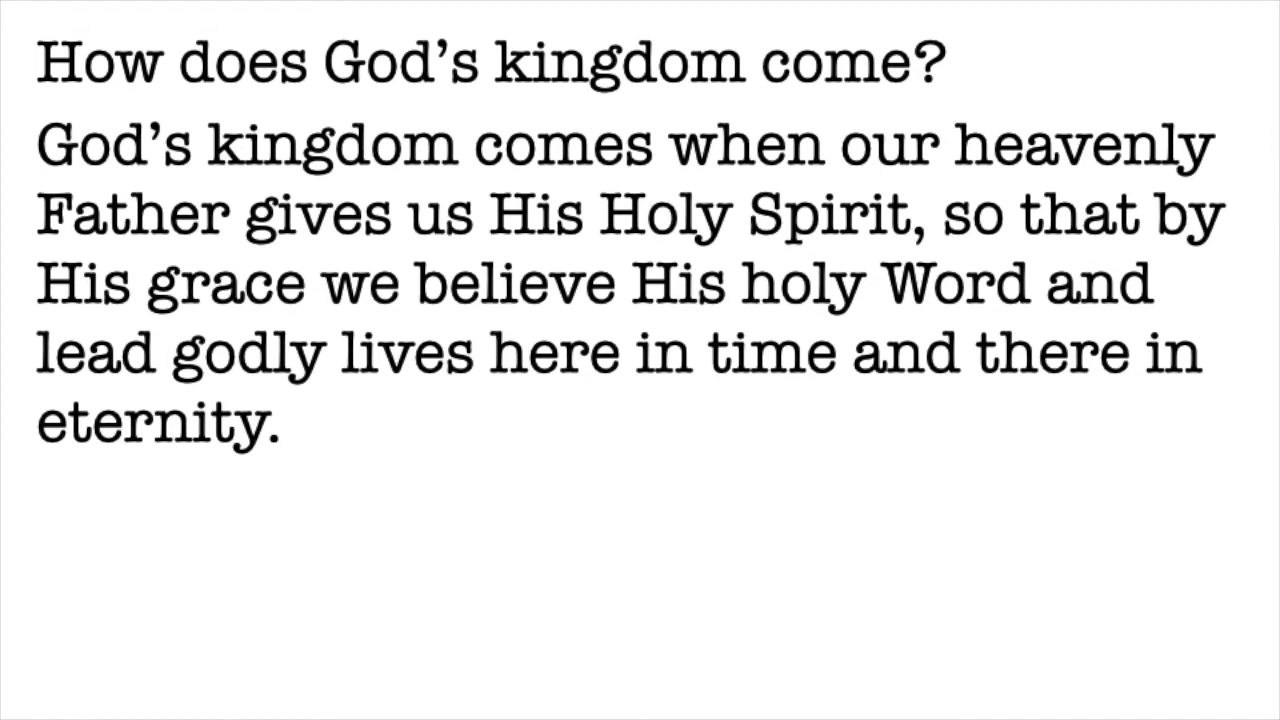 How does God’s kingdom come?
God’s kingdom comes when our heavenly
Father gives us His Holy Spirit, so that by
His grace we believe His holy Word and
lead godly lives here in time and there in
eternity.